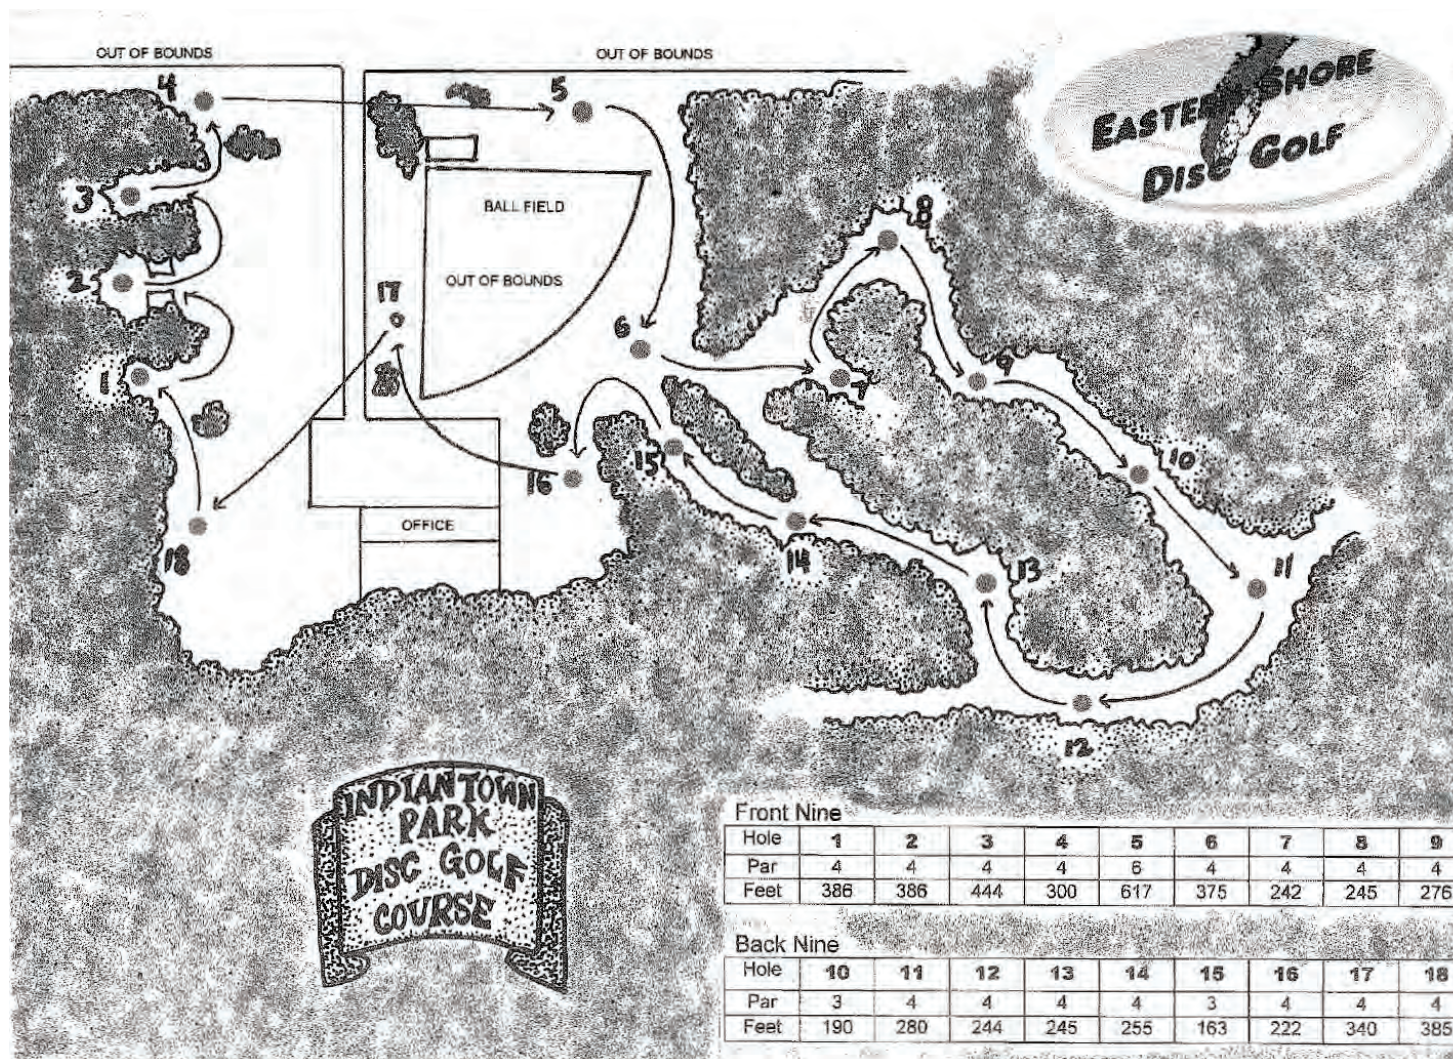 OUT OF BOUNDS
OUT OF BOUNDS
EASTERN SHORE
DISC GOLF
4
5
3
BALL FIELD
8
2
OUT OF BOUNDS
17
6
1
7
9
15
16
10
OFFICE
18
14
13
11
12
INDIANTOWN
PARK
DISC GOLF
COURSE
Front Nine
Hole 1 2 3 4 5 6 7 8 9
Par 4 4 4 4 6 4 4 4 4
Feet 386 386 444 300 617 375 242 245 276
Back Nine
Hole 10 11 12 13 14 15 16 17 18
Par 3 4 4 4 4 3 4 4 4
Feet 190 280 244 245 255 163 222 340 385